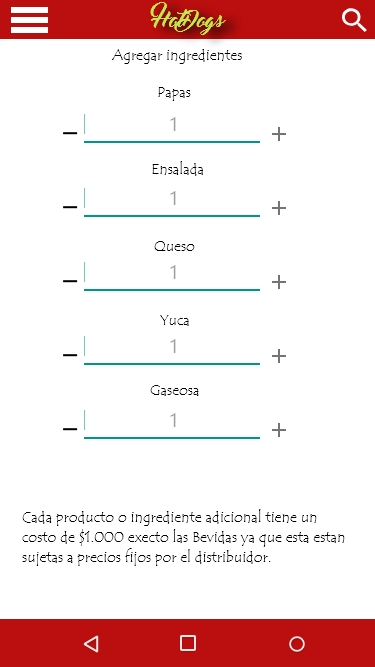 HotDogs
Agregar ingredientes
Papas
1
Ensalada
1
Queso
1
Yuca
1
Gaseosa
1
Cada producto o ingrediente adicional tiene un
costo de $1.000 execto las Bevidas ya que esta estan
sujetas a precios fijos por el distribuidor.